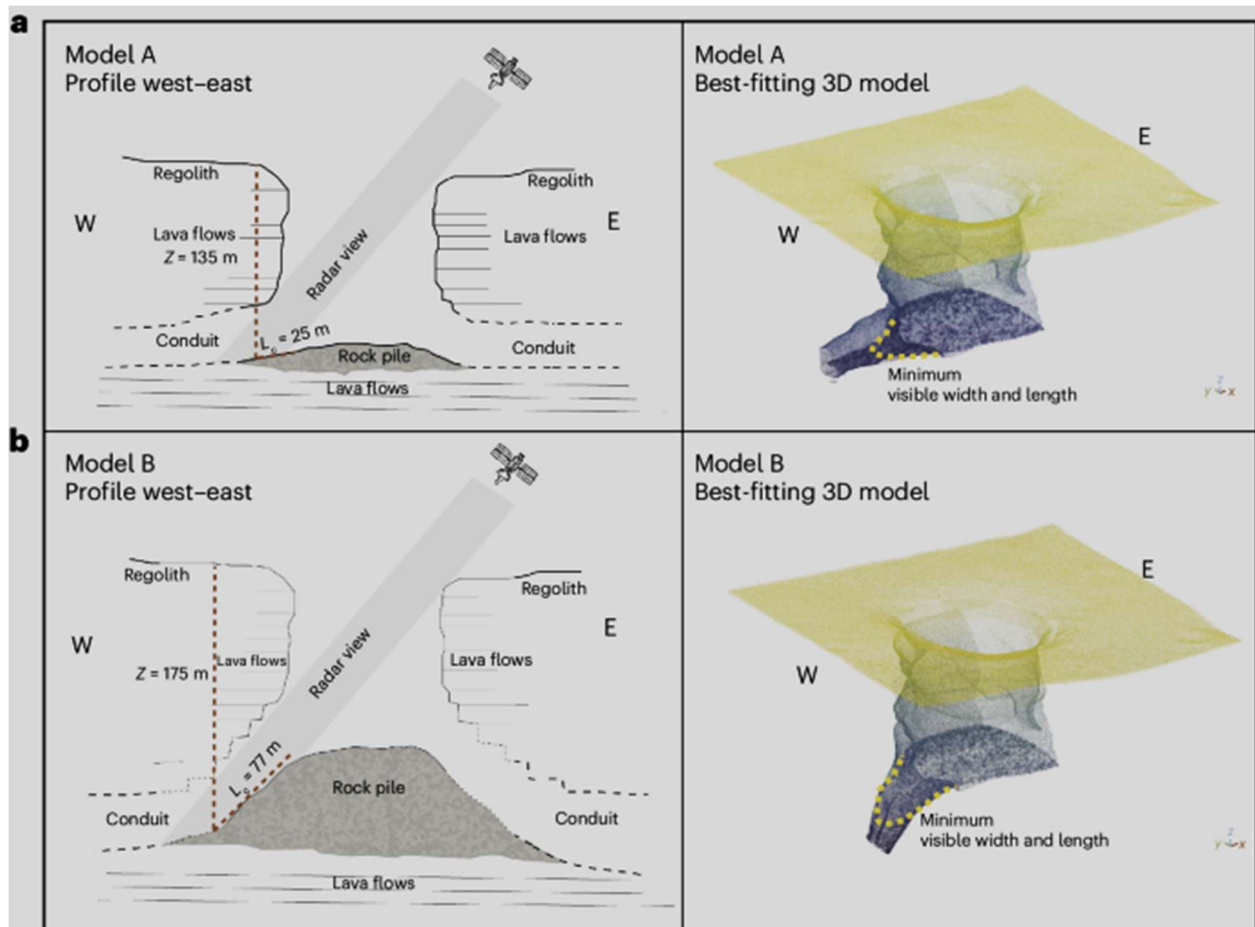 a
Model A
Profile west–east
Regolith
Regolith
W
E
Lava flows
Z = 135 m
Lava flows
Radar view
Lc = 25 m
Conduit
Rock pile
Conduit
Lava flows
Model A
Best-fitting 3D model
E
W
Minimum
visible width and length
z
y
x
b
Model B
Profile west–east
Regolith
Regolith
W
E
Lava flows
Z = 175 m
Lava flows
Radar view
Lc = 77 m
Rock pile
Conduit
Conduit
Lava flows
Model B
Best-fitting 3D model
E
W
Minimum
visible width and length
z
y
x